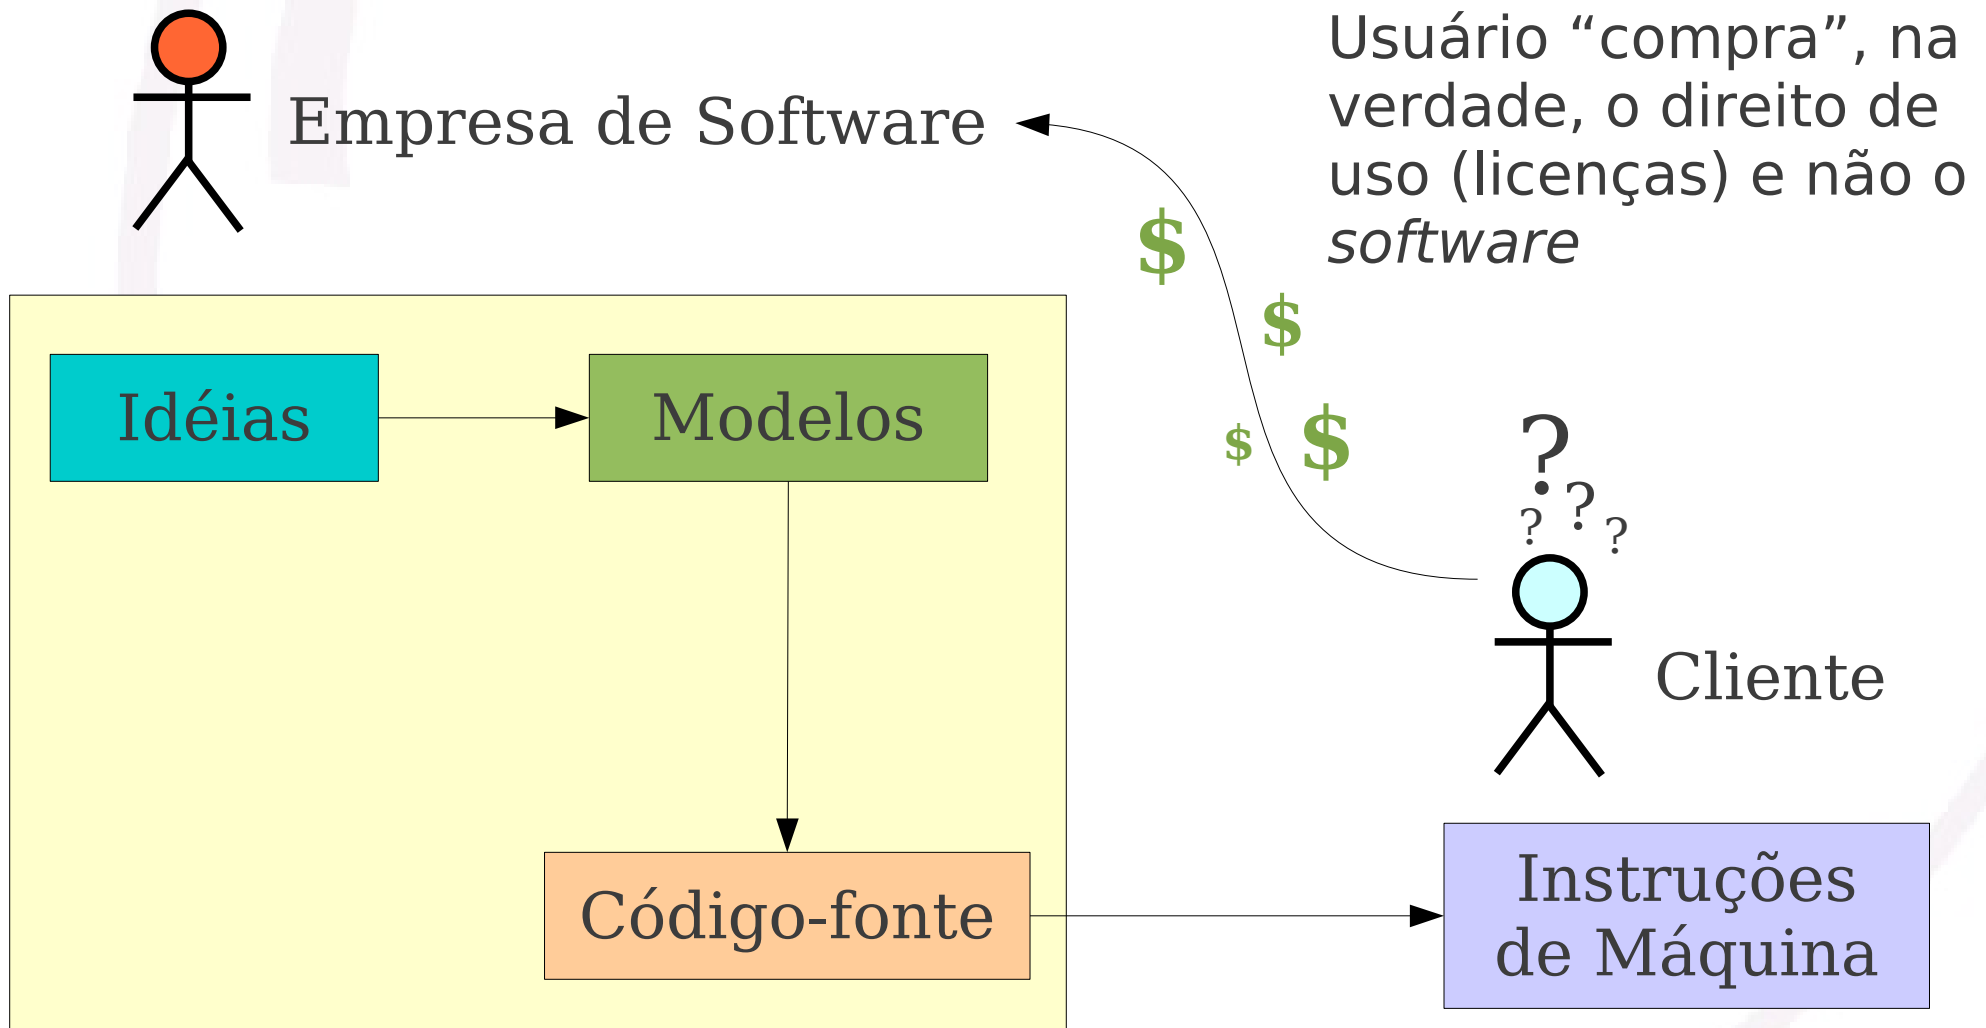 Usuário “compra”, na
verdade, o direito de
uso (licenças) e não o
software
Empresa de Software
$
$
$ $
Idéias
Modelos
?
?
? ?
Cliente
Código-fonte
Instruções
de Máquina